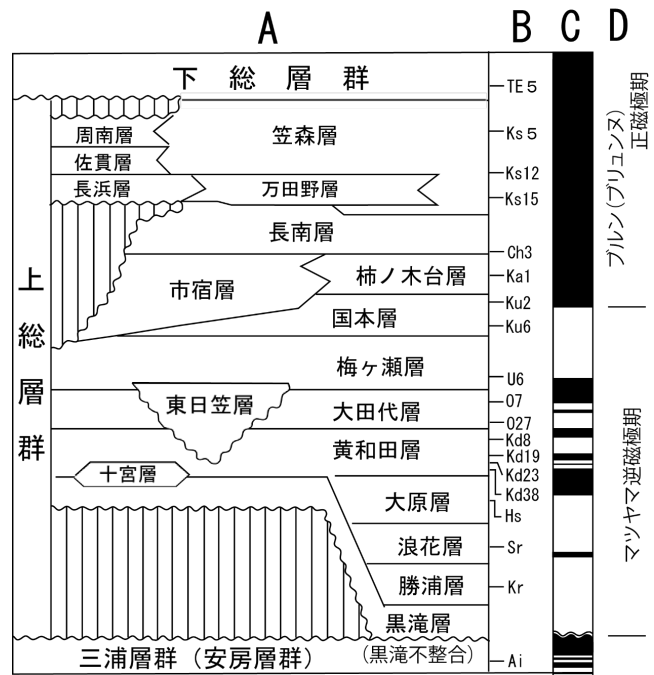 A B C D
下総層群
TE5
周南層
笠森層
Ks5
佐貫層
Ks12
長浜層
万田野層
Ks15
長南層
Ch3
市宿層
柿ノ木台層
Ka1
Ku2
国本層
Ku6
梅ヶ瀬層
U6
東日笠層
大田代層
O7
O27
黄和田層
Kd8
Kd19
十宮層
Kd23
Kd38
大原層
Hs
浪花層
Sr
勝浦層
Kr
黒滝層
三浦層群(安房層群)
(黒滝不整合)
Ai
上総層群
ブルン(ブリュンヌ)
正磁極期
マツヤマ逆磁極期